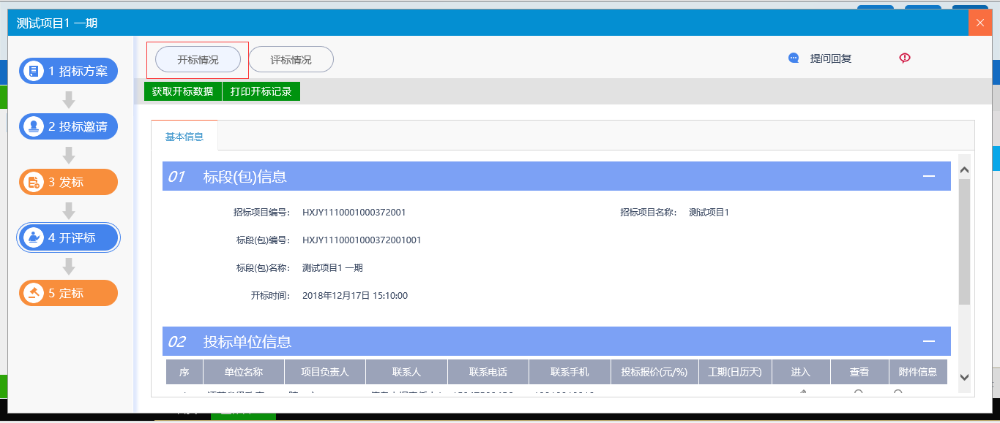 测试项目1 一期
1 招标方案
2 投标邀请
3 发标
4 开评标
5 定标
开标情况 评标情况 提问回复
获取开标数据 打印开标记录
基本信息
01 标段(包)信息
招标项目编号: HXJY1110001000372001 招标项目名称: 测试项目1
标段(包)编号: HXJY1110001000372001001
标段(包)名称: 测试项目1 一期
开标时间: 2018年12月17日 15:10:00
02 投标单位信息
序 单位名称 项目负责人 联系人 联系电话 联系手机 投标报价(元/%) 工期(日历天) 进入 查看 附件信息